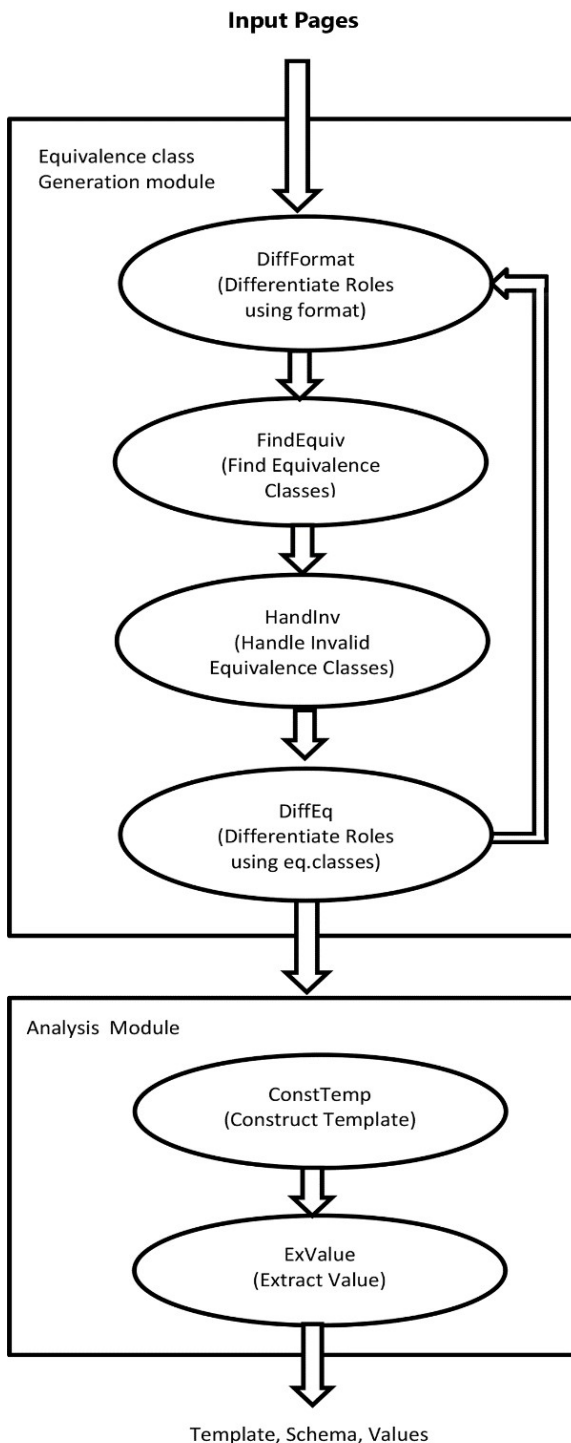 Input Pages
Equivalence class
Generation module
DiffFormat
(Differentiate Roles
using format)
FindEquiv
(Find Equivalence
Classes)
HandInv
(Handle Invalid
Equivalence Classes)
DiffEq
(Differentiate Roles
using eq.classes)
Analysis Module
ConstTemp
(Construct Template)
ExValue
(Extract Value)
Template, Schema, Values